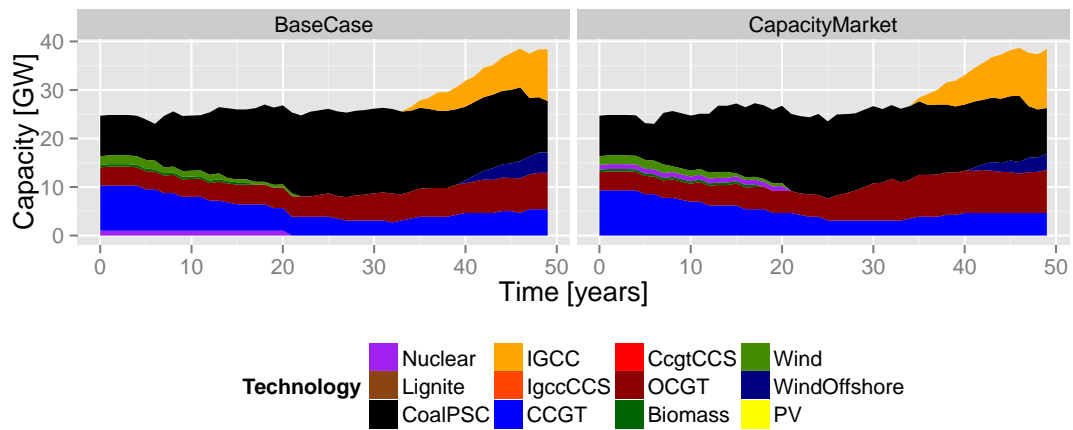 BaseCase CapacityMarket
Capacity [GW]
40
30
20
10
0
0 10 20 30 40 50 0 10 20 30 40 50
Time [years]
Technology
Nuclear IGCC CcgtCCS Wind
Lignite IgccCCS OCGT WindOffshore
CoalPSC CCGT Biomass PV